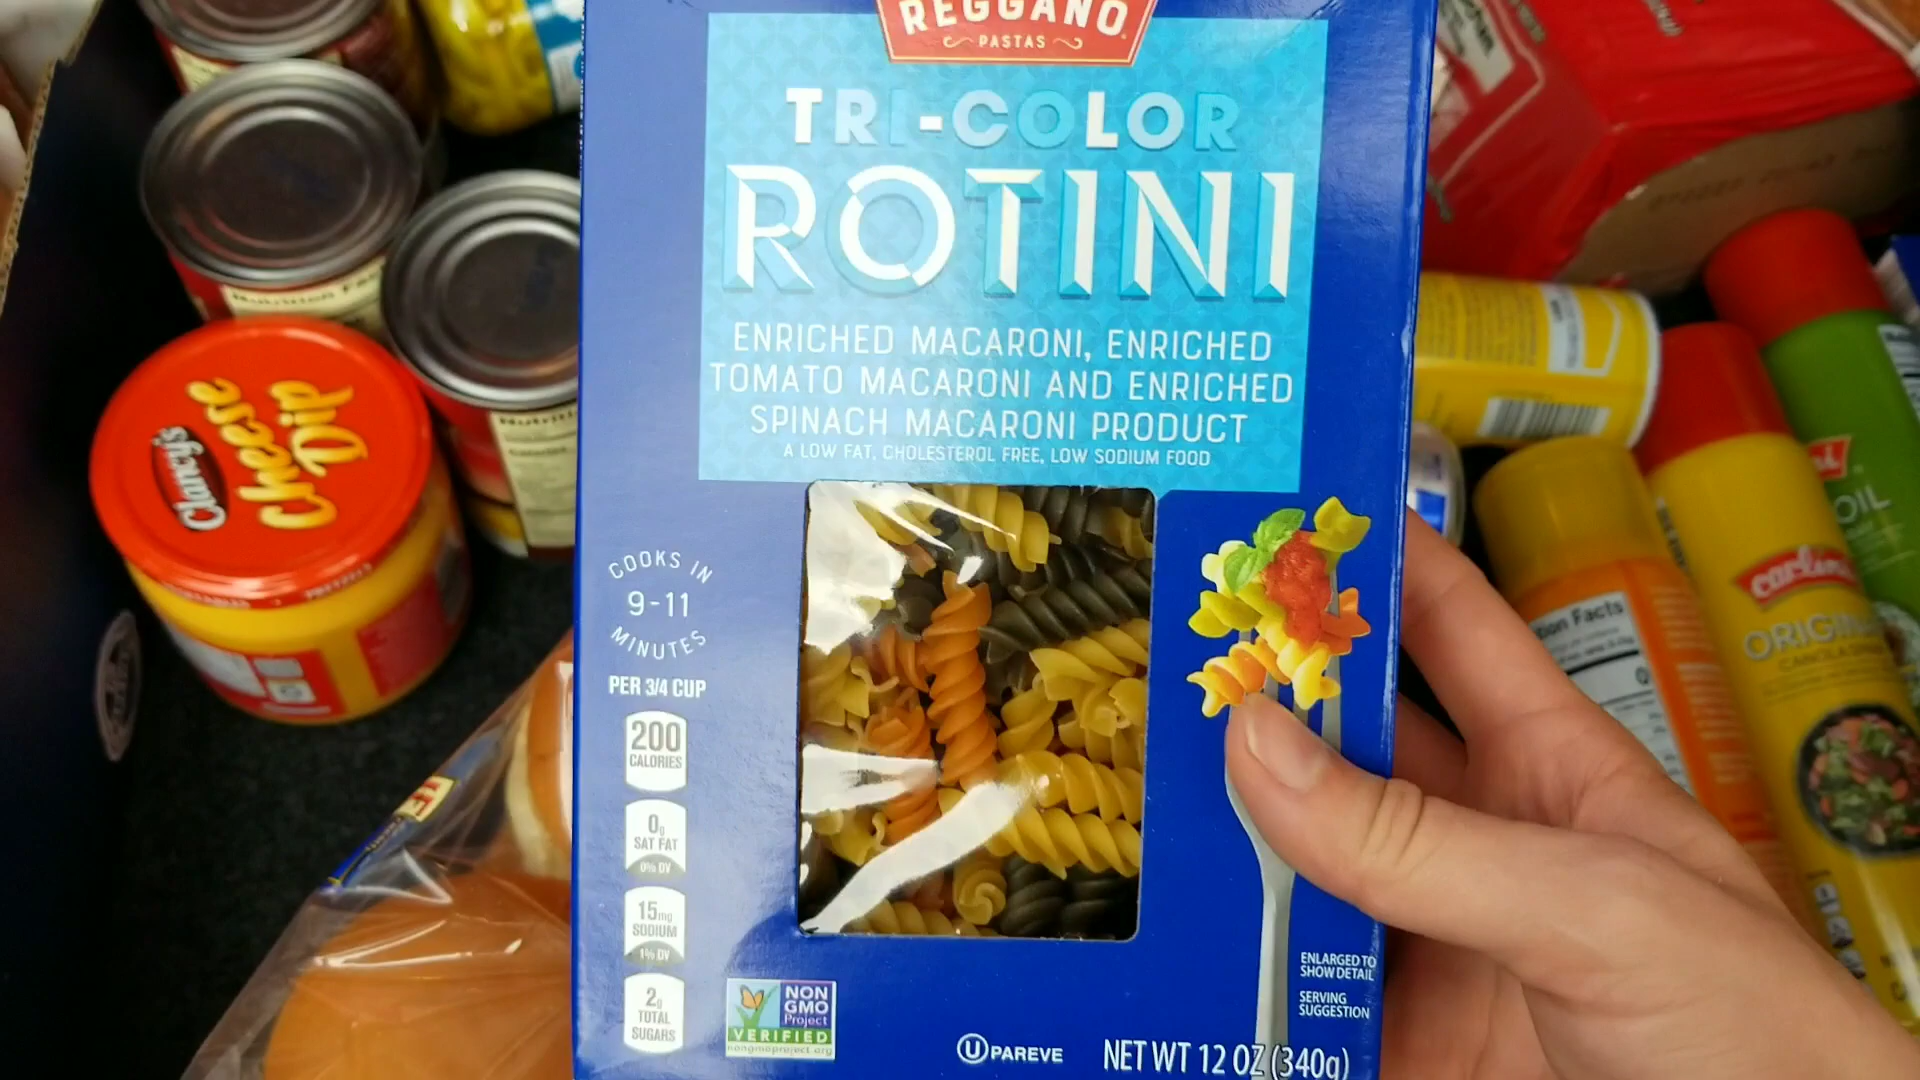 REGGANO
PASTAS
TRI-COLOR
ROTINI
ENRICHED MACARONI, ENRICHED
TOMATO MACARONI AND ENRICHED
SPINACH MACARONI PRODUCT
A LOW FAT, CHOLESTEROL FREE, LOW SODIUM FOOD
COOKS IN
9-11
MINUTES
PER 3/4 CUP
200
CALORIES
0g
SAT FAT
0% DV
15mg
SODIUM
1% DV
2g
TOTAL
SUGARS
NON
GMO
Project
VERIFIED
nongmoproject.org
U PAREVE
NET WT 12 OZ (340g)
ENLARGED TO
SHOW DETAIL
SERVING
SUGGESTION
Clancy's
Cheese
Dip
Nutrition
OIL
ORIGIN
tion Facts